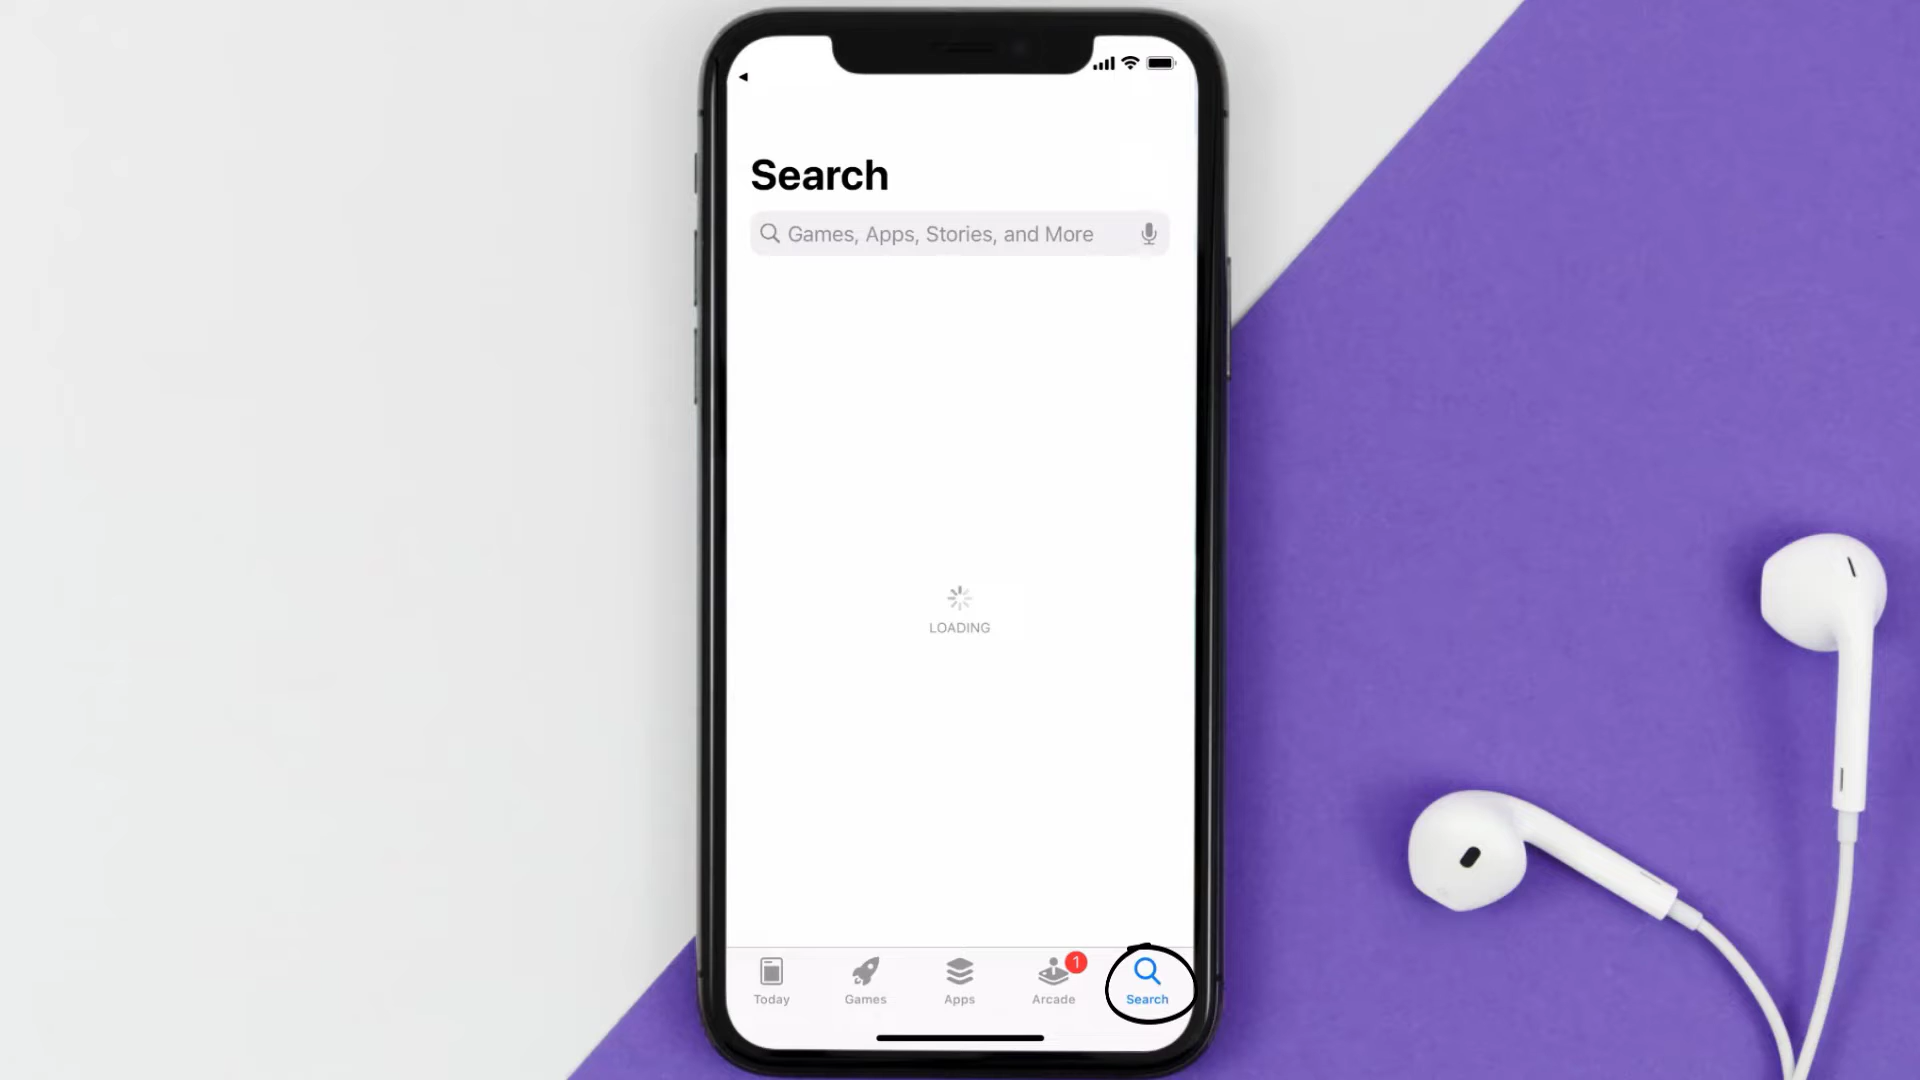 Search
Games, Apps, Stories, and More
LOADING
1
Today
Games
Apps
Arcade
Search